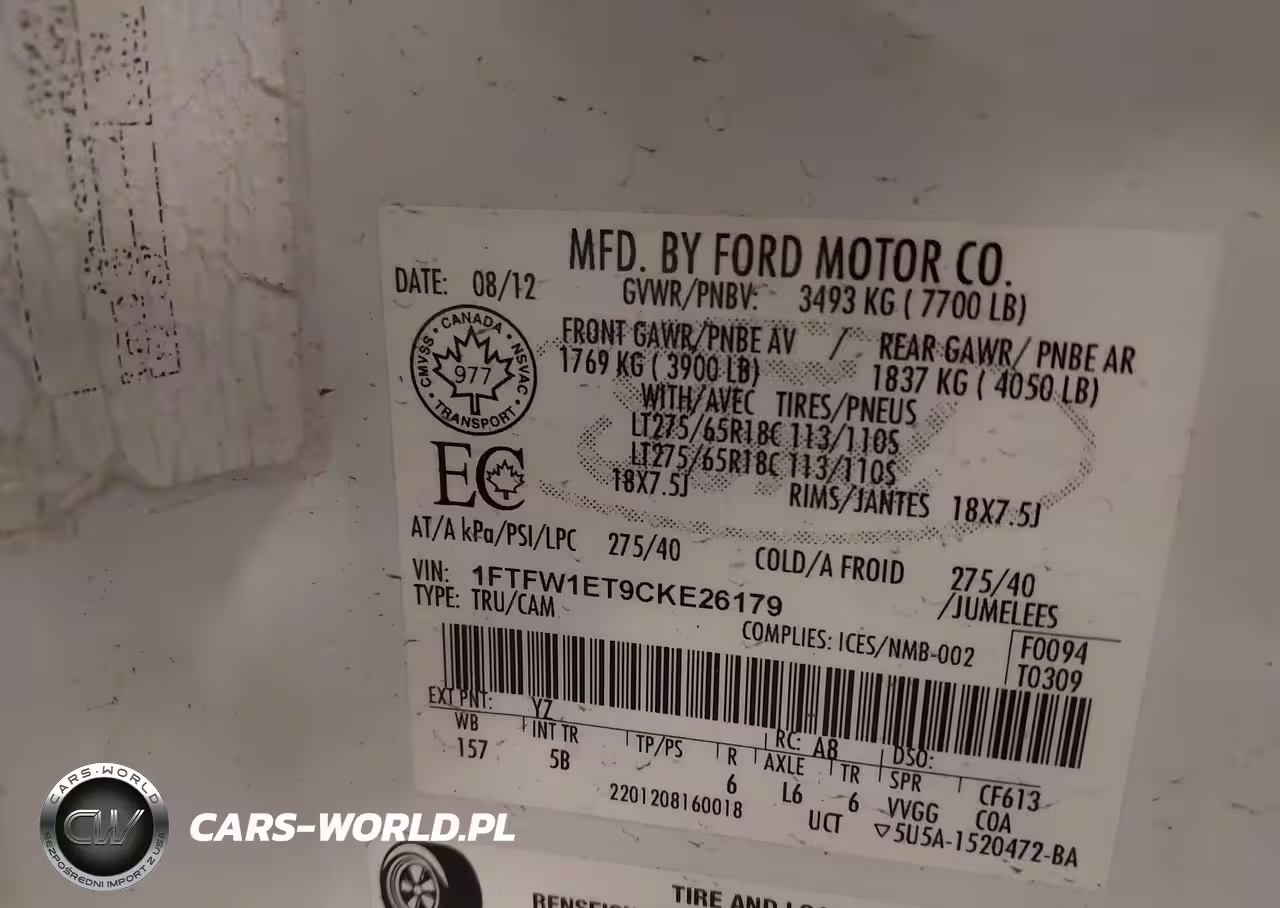 MFD. BY FORD MOTOR CO.
DATE: 08/12
GVWR/PNBV: 3493 KG ( 7700 LB)
FRONT GAWR/PNBE AV / REAR GAWR/ PNBE AR
1769 KG ( 3900 LB) 1837 KG ( 4050 LB)
WITH/AVEC TIRES/PNEUS
LT275/65R18C 113/110S
LT275/65R18C 113/110S
18X7.5J RIMS/JANTES 18X7.5J
CANADA
CMVSS 977 NSVAC
TRANSPORT
EC
AT/A kPa/PSI/LPC 275/40 COLD/A FROID 275/40
VIN: 1FTFW1ET9CKE26179 /JUMELEES
TYPE: TRU/CAM
COMPLIES: ICES/NMB-002 F0094
T0309
EXT PNT: YZ RC: A8 DSO:
WB INT TR TP/PS R AXLE TR SPR CF613
157 5B 6 L6 6 VVGG COA
2201208160018 UCT 5U5A-1520472-BA
TIRE AND
CARS-WORLD
CW
BEZPOŚREDNI IMPORT Z USA
CARS-WORLD.PL